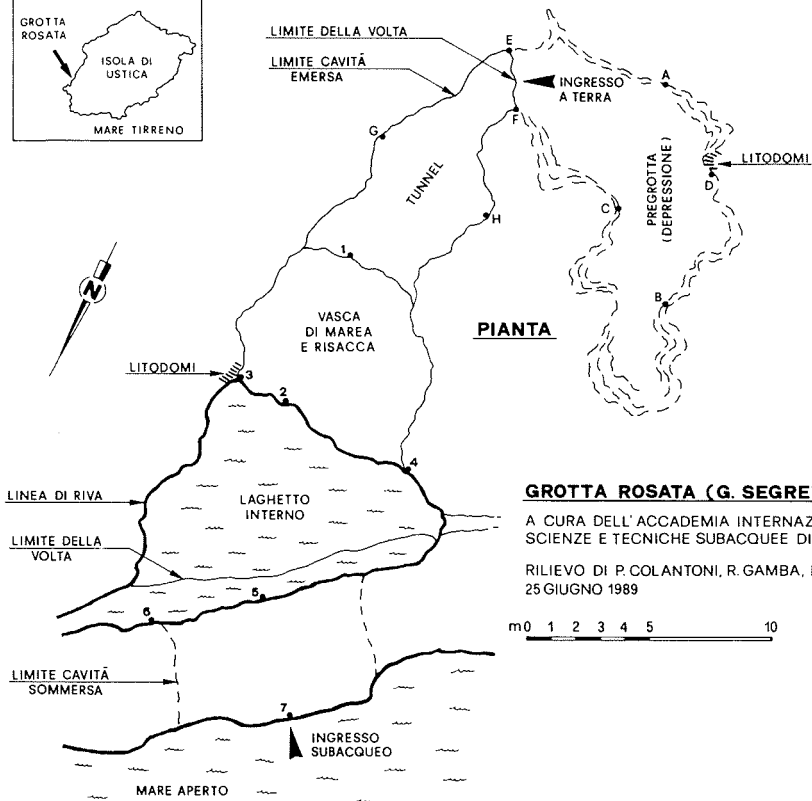 GROTTA
ROSATA
ISOLA DI
USTICA
MARE TIRRENO
LIMITE DELLA VOLTA
LIMITE CAVITÀ
EMERSA
E
INGRESSO
A TERRA
F
A
G
TUNNEL
LITODOMI
D
PREGROTTA
(DEPRESSIONE)
C
H
B
1
N
VASCA
DI MAREA
E RISACCA
PIANTA
LITODOMI
3
2
4
LINEA DI RIVA
LAGHETTO
INTERNO
LIMITE DELLA
VOLTA
5
6
LIMITE CAVITÀ
SOMMERSA
7
INGRESSO
SUBACQUEO
MARE APERTO
GROTTA ROSATA (G. SEGRE
A CURA DELL'ACCADEMIA INTERNAZ
SCIENZE E TECNICHE SUBACQUEE DI
RILIEVO DI P. COLANTONI, R. GAMBA,
25 GIUGNO 1989
m 0 1 2 3 4 5 10